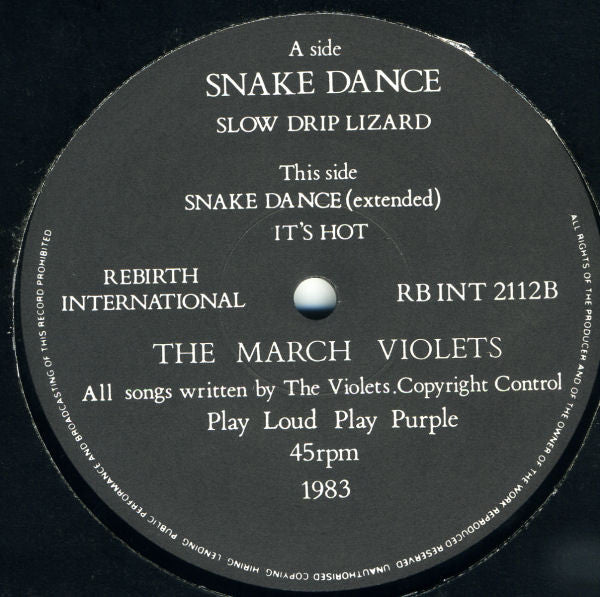 A side
SNAKE DANCE
SLOW DRIP LIZARD
This side
SNAKE DANCE (extended)
IT'S HOT
REBIRTH
INTERNATIONAL
RB INT 2112B
THE MARCH VIOLETS
All songs written by The Violets.Copyright Control
Play Loud Play Purple
45rpm
1983
ALL RIGHTS OF THE PRODUCER AND OF THE OWNER OF THE WORK REPRODUCED RESERVED UNAUTHORISED COPYING HIRING LENDING PUBLIC PERFORMANCE AND BROADCASTING OF THIS RECORD PROHIBITED